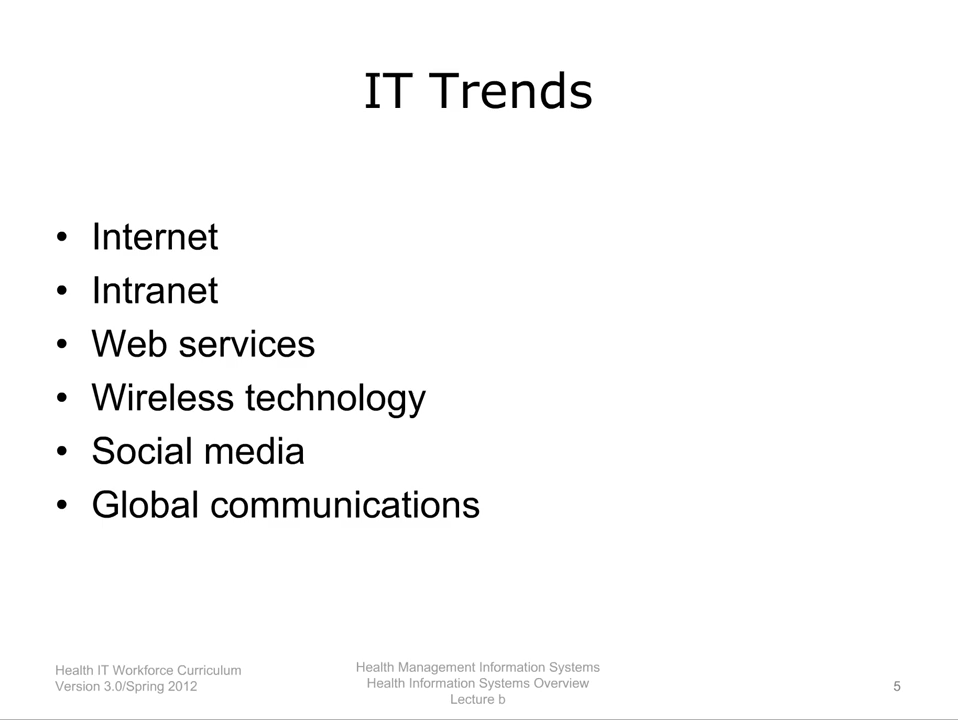 IT Trends
• Internet
• Intranet
• Web services
• Wireless technology
• Social media
• Global communications
Health IT Workforce Curriculum
Version 3.0/Spring 2012
Health Management Information Systems
Health Information Systems Overview
Lecture b
5